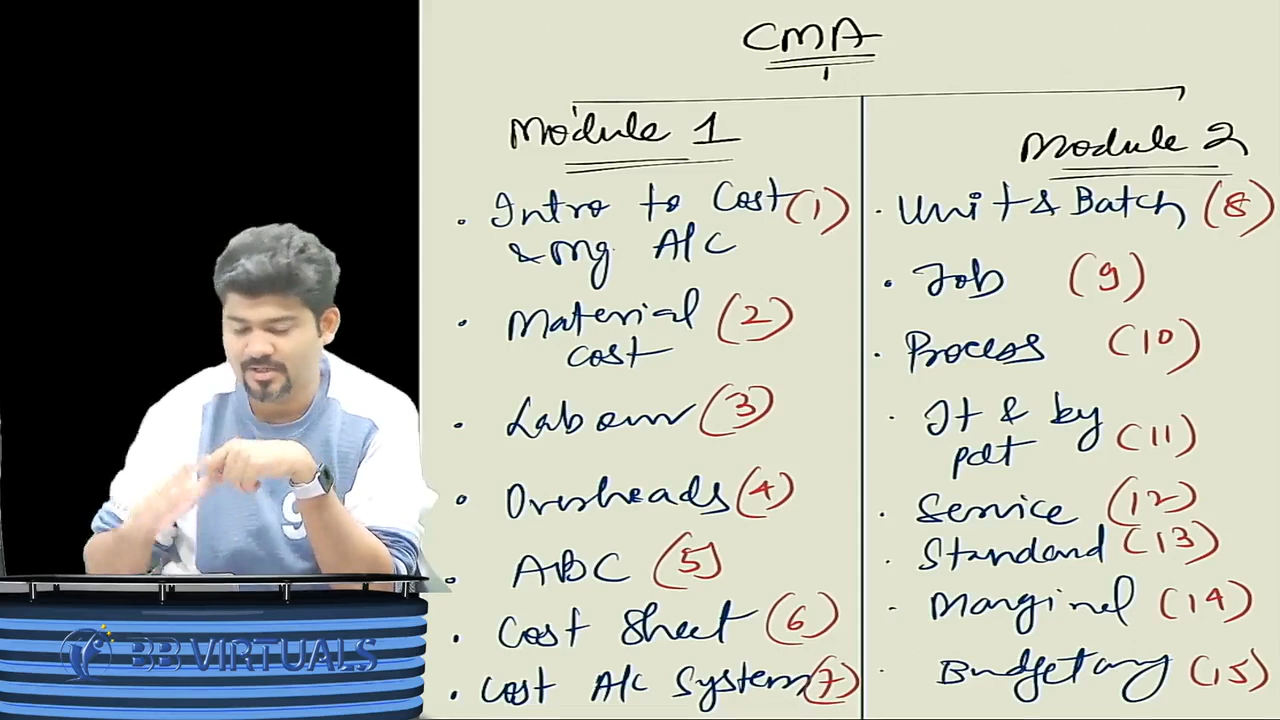 CMA
Module 1
. Intro to Cost (1)
& Mg A/C
. Material (2)
cost
. Labour (3)
. Overheads (4)
. ABC (5)
. Cost Sheet (6)
. Cost A/c System (7)
Module 2
. Unit & Batch (8)
. Job (9)
. Process (10)
. Jt & by
pdt (11)
. Service (12)
. Standard (13)
. Marginal (14)
. Budgetary (15)
9
BB VIRTUALS